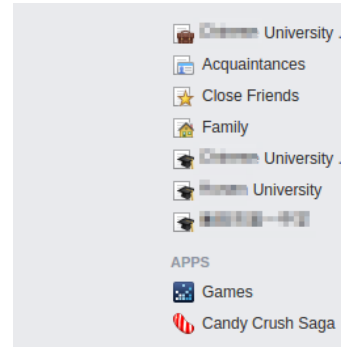 University .
Acquaintances
Close Friends
Family
University .
University
APPS
Games
Candy Crush Saga